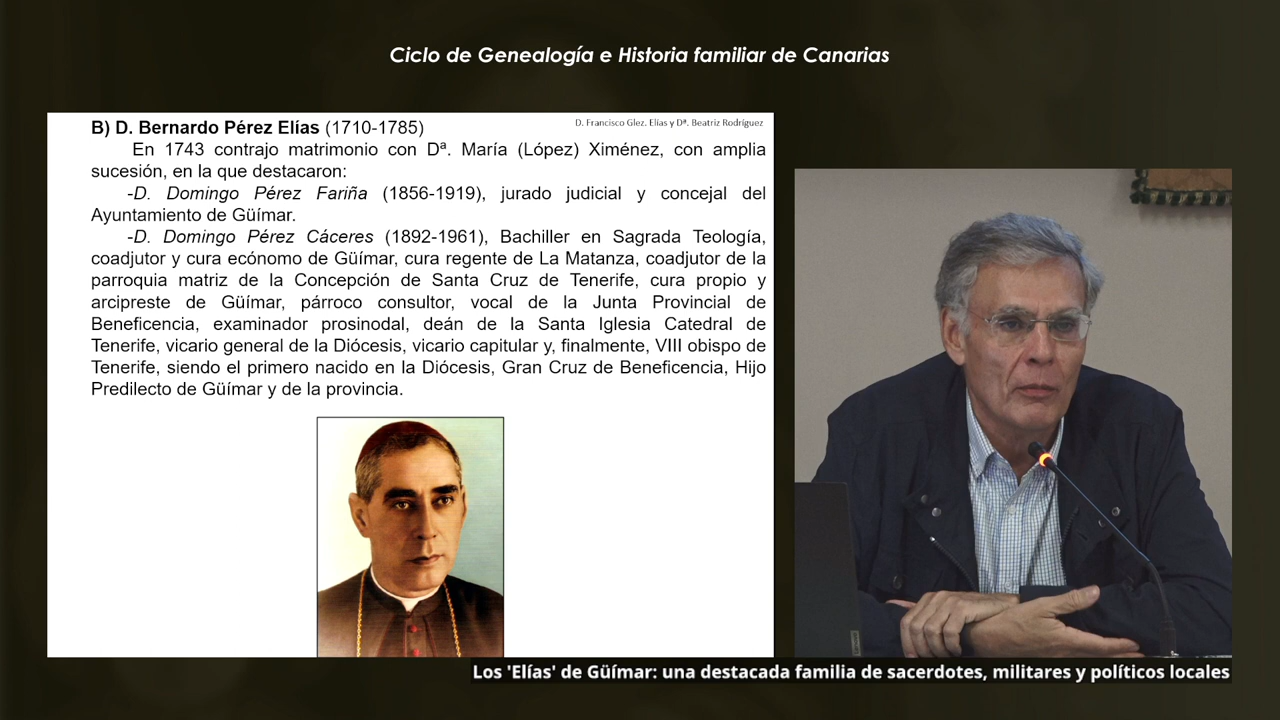 Ciclo de Genealogía e Historia familiar de Canarias
B) D. Bernardo Pérez Elías (1710-1785)
D. Francisco Glez. Elías y Dª. Beatriz Rodríguez
En 1743 contrajo matrimonio con Dª. María (López) Ximénez, con amplia
sucesión, en la que destacaron:
-D. Domingo Pérez Fariña (1856-1919), jurado judicial y concejal del
Ayuntamiento de Güímar.
-D. Domingo Pérez Cáceres (1892-1961), Bachiller en Sagrada Teología,
coadjutor y cura ecónomo de Güímar, cura regente de La Matanza, coadjutor de la
parroquia matriz de la Concepción de Santa Cruz de Tenerife, cura propio y
arcipreste de Güímar, párroco consultor, vocal de la Junta Provincial de
Beneficencia, examinador prosinodal, deán de la Santa Iglesia Catedral de
Tenerife, vicario general de la Diócesis, vicario capitular y, finalmente, VIII obispo de
Tenerife, siendo el primero nacido en la Diócesis, Gran Cruz de Beneficencia, Hijo
Predilecto de Güímar y de la provincia.
Los 'Elías' de Güímar: una destacada familia de sacerdotes, militares y políticos locales